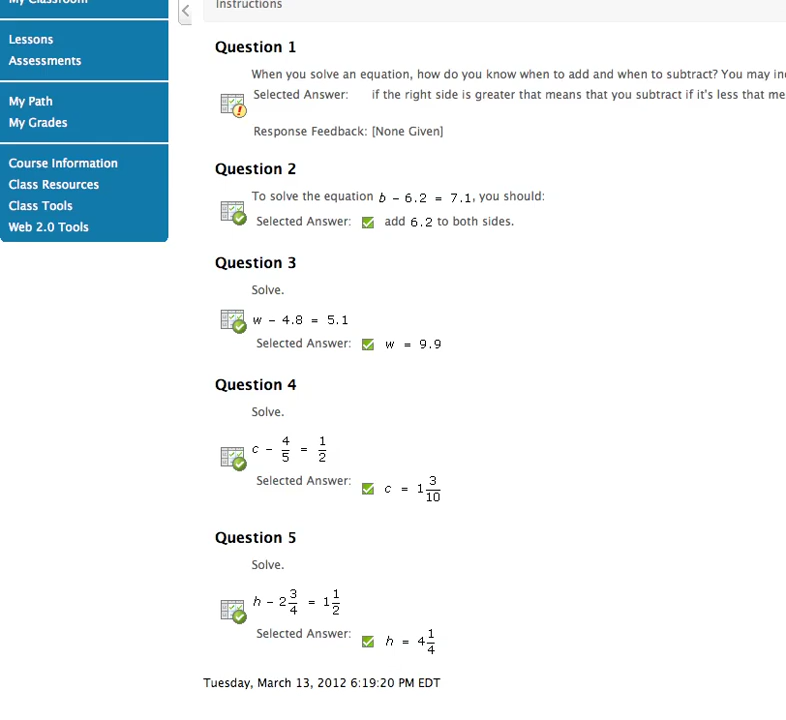 My Classroom
Instructions
Lessons
Assessments
My Path
My Grades
Course Information
Class Resources
Class Tools
Web 2.0 Tools
Question 1
When you solve an equation, how do you know when to add and when to subtract? You may
Selected Answer: if the right side is greater that means that you subtract if it's less that
Response Feedback: [None Given]
Question 2
To solve the equation b − 6.2 = 7.1, you should:
Selected Answer: add 6.2 to both sides.
Question 3
Solve.
w − 4.8 = 5.1
Selected Answer: w = 9.9
Question 4
Solve.
c − 4/5 = 1/2
Selected Answer: c = 1 3/10
Question 5
Solve.
h − 2 3/4 = 1 1/2
Selected Answer: h = 4 1/4
Tuesday, March 13, 2012 6:19:20 PM EDT